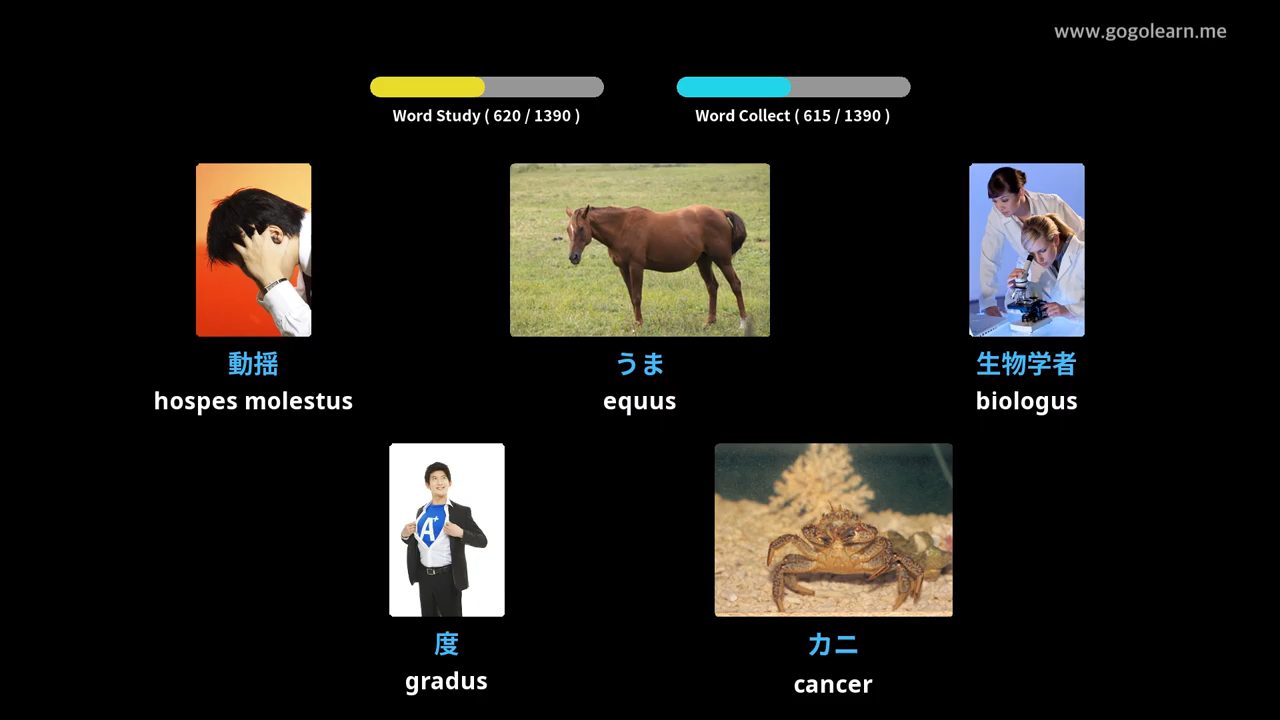 www.gogolearn.me
Word Study ( 620 / 1390 )
Word Collect ( 615 / 1390 )
動揺
hospes molestus
うま
equus
生物学者
biologus
A+
度
gradus
カニ
cancer